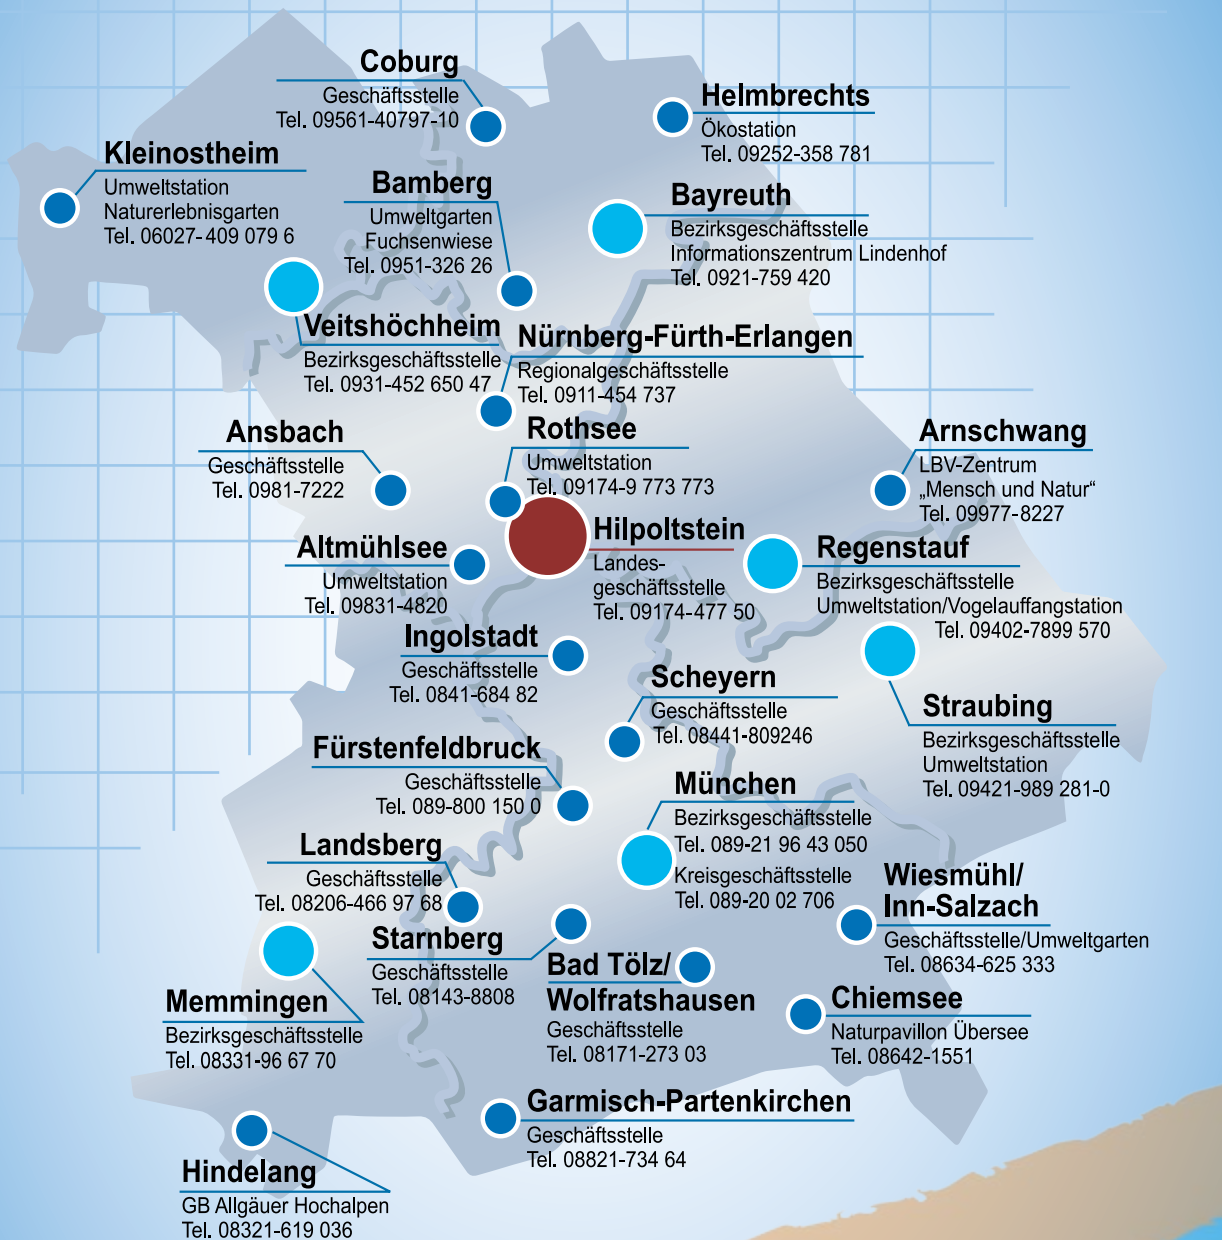 Coburg
Geschäftsstelle
Tel. 09561-40797-10
Helmbrechts
Ökostation
Tel. 09252-358 781
Kleinostheim
Umweltstation
Naturerlebnisgarten
Tel. 06027-409 079 6
Bamberg
Umweltgarten
Fuchsenwiese
Tel. 0951-326 26
Bayreuth
Bezirksgeschäftsstelle
Informationszentrum Lindenhof
Tel. 0921-759 420
Veitshöchheim
Bezirksgeschäftsstelle
Tel. 0931-452 650 47
Nürnberg-Fürth-Erlangen
Regionalgeschäftsstelle
Tel. 0911-454 737
Ansbach
Geschäftsstelle
Tel. 0981-7222
Rothsee
Umweltstation
Tel. 09174-9 773 773
Arnschwang
LBV-Zentrum
„Mensch und Natur“
Tel. 09977-8227
Altmühlsee
Umweltstation
Tel. 09831-4820
Hilpoltstein
Landes-
geschäftsstelle
Tel. 09174-477 50
Regenstauf
Bezirksgeschäftsstelle
Umweltstation/Vogelauffangstation
Tel. 09402-7899 570
Ingolstadt
Geschäftsstelle
Tel. 0841-684 82
Scheyern
Geschäftsstelle
Tel. 08441-809246
Straubing
Bezirksgeschäftsstelle
Umweltstation
Tel. 09421-989 281-0
Fürstenfeldbruck
Geschäftsstelle
Tel. 089-800 150 0
München
Bezirksgeschäftsstelle
Tel. 089-21 96 43 050
Kreisgeschäftsstelle
Tel. 089-20 02 706
Landsberg
Geschäftsstelle
Tel. 08206-466 97 68
Wiesmühl/
Inn-Salzach
Geschäftsstelle/Umweltgarten
Tel. 08634-625 333
Starnberg
Geschäftsstelle
Tel. 08143-8808
Bad Tölz/
Wolfratshausen
Geschäftsstelle
Tel. 08171-273 03
Memmingen
Bezirksgeschäftsstelle
Tel. 08331-96 67 70
Chiemsee
Naturpavillon Übersee
Tel. 08642-1551
Garmisch-Partenkirchen
Geschäftsstelle
Tel. 08821-734 64
Hindelang
GB Allgäuer Hochalpen
Tel. 08321-619 036